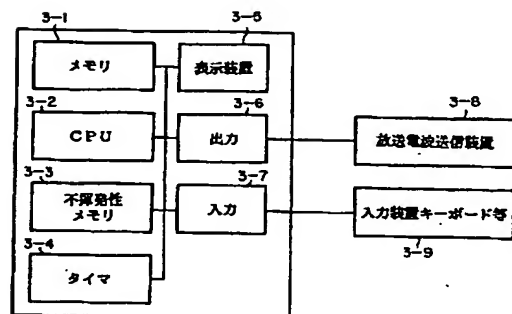 3-1
メモリ
3-5
表示装置
3-2
CPU
3-6
出力
3-8
放送電波送信装置
3-3
不揮発性
メモリ
3-7
入力
入力装置キーボード等
3-9
3-4
タイマ